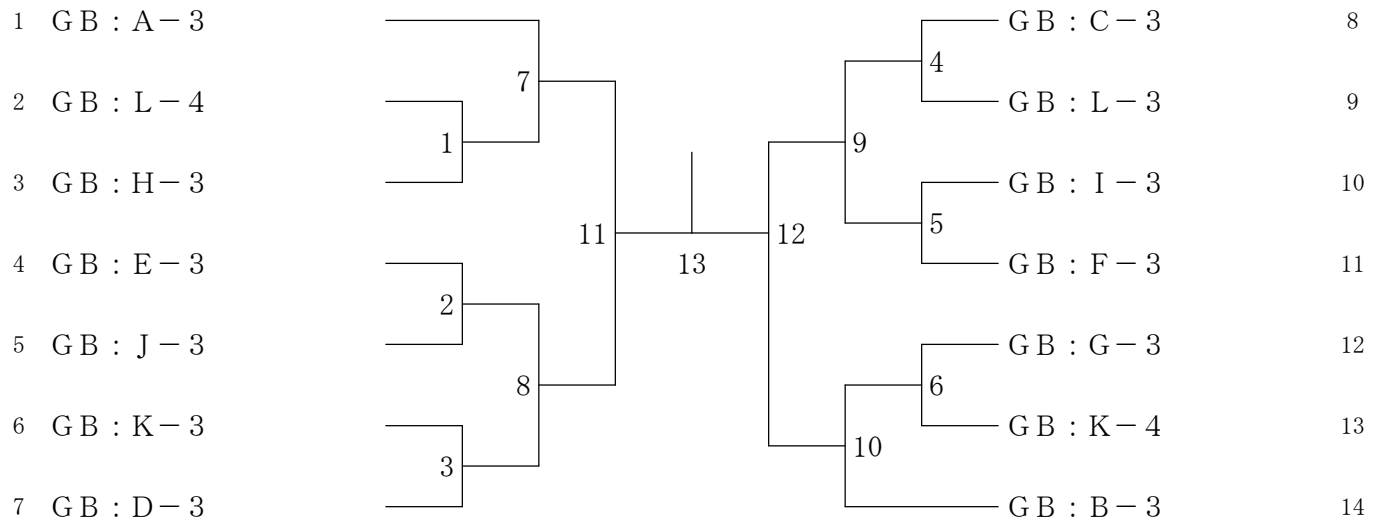 1 GB:A-3
2 GB:L-4
3 GB:H-3
4 GB:E-3
5 GB:J-3
6 GB:K-3
7 GB:D-3
7
1
2
8
3
11
13
12
4
9
5
6
10
GB:C-3 8
GB:L-3 9
GB:I-3 10
GB:F-3 11
GB:G-3 12
GB:K-4 13
GB:B-3 14